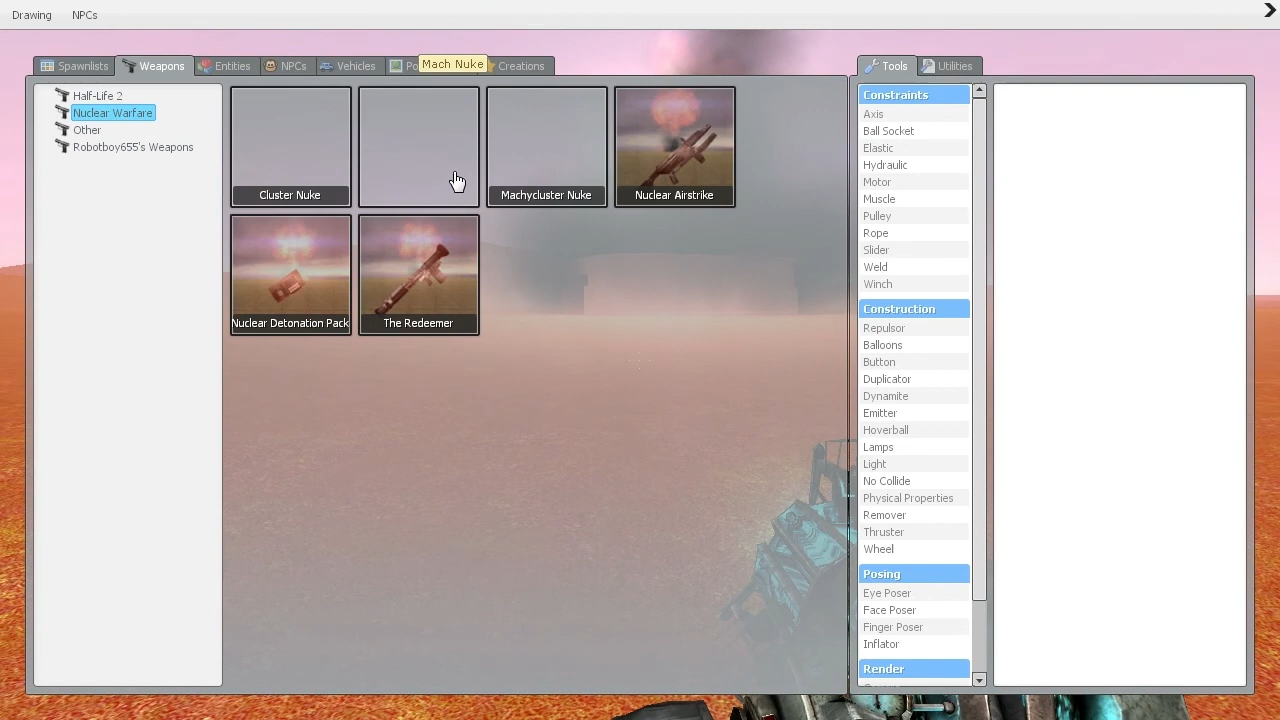 Drawing NPCs
Spawnlists Weapons Entities NPCs Vehicles Po Mach Nuke Creations
Tools Utilities
Half-Life 2
Nuclear Warfare
Other
Robotboy655's Weapons
Cluster Nuke
Machycluster Nuke
Nuclear Airstrike
Nuclear Detonation Pack
The Redeemer
Constraints
Axis
Ball Socket
Elastic
Hydraulic
Motor
Muscle
Pulley
Rope
Slider
Weld
Winch
Construction
Repulsor
Balloons
Button
Duplicator
Dynamite
Emitter
Hoverball
Lamps
Light
No Collide
Physical Properties
Remover
Thruster
Wheel
Posing
Eye Poser
Face Poser
Finger Poser
Inflator
Render